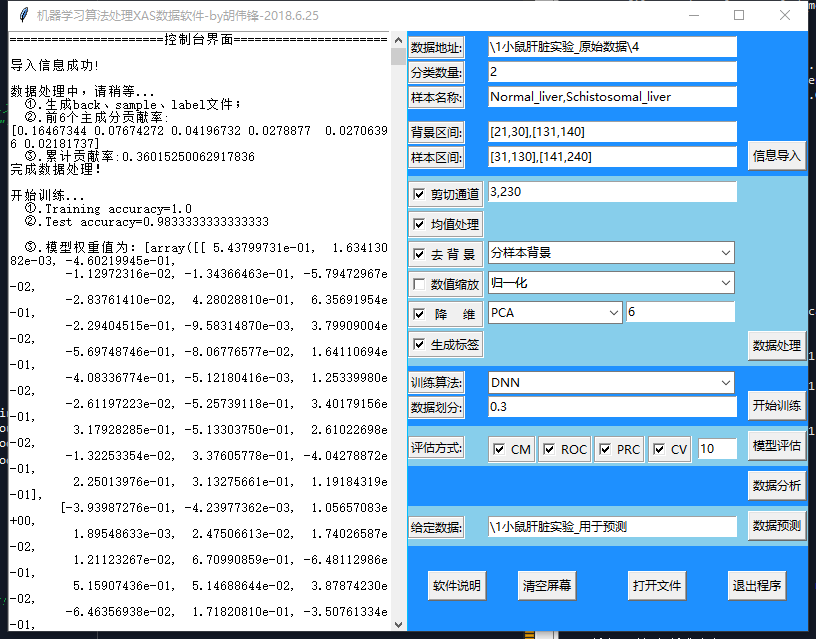 机器学习算法处理XAS数据软件-by胡伟锋-2018.6.25
=====================控制台界面=====================
导入信息成功!
数据处理中，请稍等...
①.生成back、sample、label文件;
②.前6个主成分贡献率:
[0.16467344 0.07674272 0.04196732 0.0278877  0.0270639
6 0.02181737]
③.累计贡献率:0.36015250062917836
完成数据处理!
开始训练...
①.Training accuracy=1.0
②.Test accuracy=0.9833333333333333
③.模型权重值为: [array([[ 5.43799731e-01,  1.634130
82e-03, -4.60219945e-01,
-1.12972316e-02, -1.34366463e-01, -5.79472967e
-02,
-2.83761410e-02,  4.28028810e-01,  6.35691954e
-01,
-2.29404515e-01, -9.58314870e-03,  3.79909004e
-02,
-5.69748746e-01, -8.06776577e-02,  1.64110694e
-01,
-4.08336774e-01, -5.12180416e-03,  1.25339980e
-02,
-2.61197223e-02, -5.25739118e-01,  3.40179156e
-01,
3.17928285e-01, -5.13303750e-01,  2.61022698e
-02,
-1.32253354e-02,  3.37605778e-01, -4.04278872e
-01,
2.25013976e-01,  3.13275661e-01,  1.19184319e
-01],
[-3.93987276e-01, -4.23977362e-03,  1.05657083e
+00,
1.89548633e-03,  2.47506613e-02,  1.74026587e
-02,
1.21123267e-02,  6.70990859e-01, -6.48112986e
-01,
5.15907436e-01,  5.14688644e-02,  3.87874230e
-02,
-6.46356938e-02,  1.71820810e-01, -3.50761334e
-01,
数据地址: \1小鼠肝脏实验_原始数据\4
分类数量: 2
样本名称: Normal_liver,Schistosomal_liver
背景区间: [21,30],[131,140]
样本区间: [31,130],[141,240]
信息导入
剪切通道 3,230
均值处理
去 背 景 分样本背景
数值缩放 归一化
降 维 PCA 6
生成标签
数据处理
训练算法: DNN
数据划分: 0.3
开始训练
评估方式: CM ROC PRC CV 10 模型评估
数据分析
给定数据: \1小鼠肝脏实验_用于预测 数据预测
软件说明 清空屏幕 打开文件 退出程序